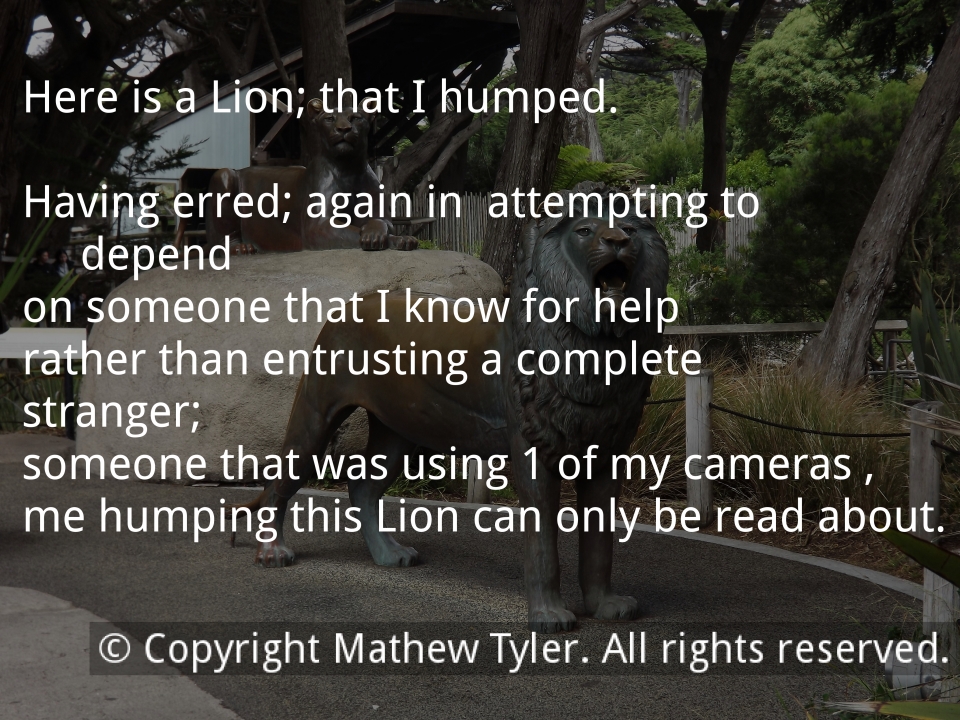 Here is a Lion; that I humped.
Having erred; again in  attempting to
depend
on someone that I know for help
rather than entrusting a complete
stranger;
someone that was using 1 of my cameras ,
me humping this Lion can only be read about.
© Copyright Mathew Tyler. All rights reserved.